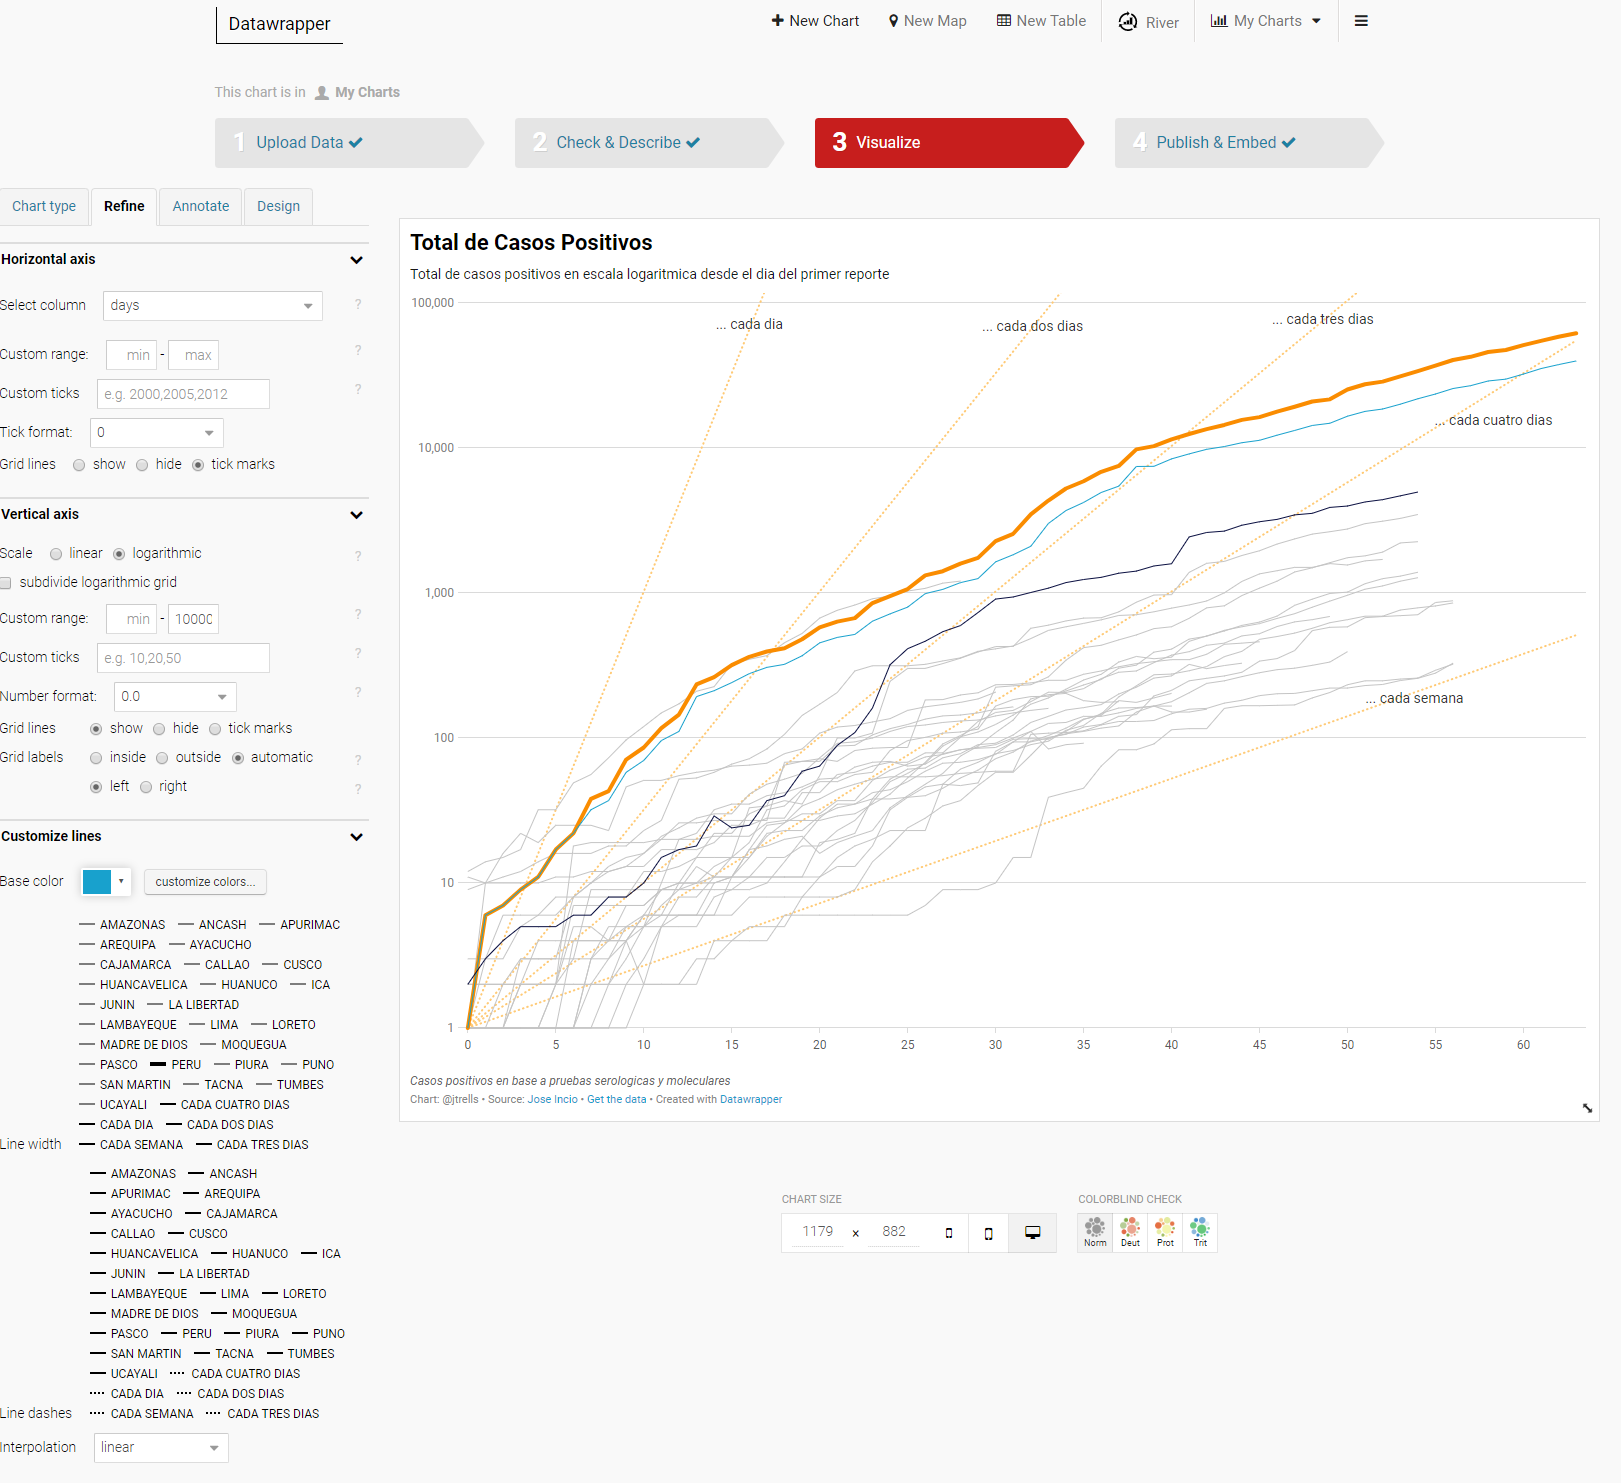 Datawrapper
New Chart
New Map
New Table
River
My Charts
This chart is in My Charts
1 Upload Data
2 Check & Describe
3 Visualize
4 Publish & Embed
Chart type
Refine
Annotate
Design
Horizontal axis
Select column days ?
Custom range: min - max ?
Custom ticks e.g. 2000,2005,2012 ?
Tick format: 0
Grid lines show hide tick marks
Vertical axis
Scale linear logarithmic ?
subdivide logarithmic grid
Custom range: min - 10000 ?
Custom ticks e.g. 10,20,50 ?
Number format: 0.0 ?
Grid lines show hide tick marks
Grid labels inside outside automatic ?
left right ?
Customize lines
Base color customize colors...
AMAZONAS ANCASH APURIMAC
AREQUIPA AYACUCHO
CAJAMARCA CALLAO CUSCO
HUANCAVELICA HUANUCO ICA
JUNIN LA LIBERTAD
LAMBAYEQUE LIMA LORETO
MADRE DE DIOS MOQUEGUA
PASCO PERU PIURA PUNO
SAN MARTIN TACNA TUMBES
UCAYALI CADA CUATRO DIAS
CADA DIA CADA DOS DIAS
Line width CADA SEMANA CADA TRES DIAS
AMAZONAS ANCASH
APURIMAC AREQUIPA
AYACUCHO CAJAMARCA
CALLAO CUSCO
HUANCAVELICA HUANUCO ICA
JUNIN LA LIBERTAD
LAMBAYEQUE LIMA LORETO
MADRE DE DIOS MOQUEGUA
PASCO PERU PIURA PUNO
SAN MARTIN TACNA TUMBES
UCAYALI CADA CUATRO DIAS
CADA DIA CADA DOS DIAS
Line dashes CADA SEMANA CADA TRES DIAS
Interpolation linear
Total de Casos Positivos
Total de casos positivos en escala logaritmica desde el dia del primer reporte
100,000
... cada dia
... cada dos dias
... cada tres dias
... cada cuatro dias
10,000
1,000
... cada semana
100
10
1
0 5 10 15 20 25 30 35 40 45 50 55 60
Casos positivos en base a pruebas serologicas y moleculares
Chart: @jtrells • Source: Jose Incio • Get the data • Created with Datawrapper
CHART SIZE
1179 x 882
COLORBLIND CHECK
Norm Deut Prot Trit